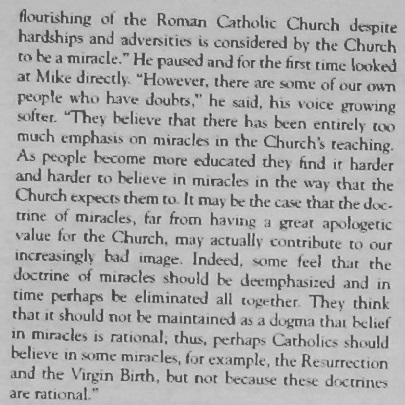 flourishing of the Roman Catholic Church despite
hardships and adversities is considered by the Church
to be a miracle." He paused and for the first time looked
at Mike directly. "However, there are some of our own
people who have doubts," he said, his voice growing
softer. "They believe that there has been entirely too
much emphasis on miracles in the Church's teaching.
As people become more educated they find it harder
and harder to believe in miracles in the way that the
Church expects them to. It may be the case that the doc-
trine of miracles, far from having a great apologetic
value for the Church, may actually contribute to our
increasingly bad image. Indeed, some feel that the
doctrine of miracles should be deemphasized and in
time perhaps be eliminated all together. They think
that it should not be maintained as a dogma that belief
in miracles is rational; thus, perhaps Catholics should
believe in some miracles, for example, the Resurrection
and the Virgin Birth, but not because these doctrines
are rational."